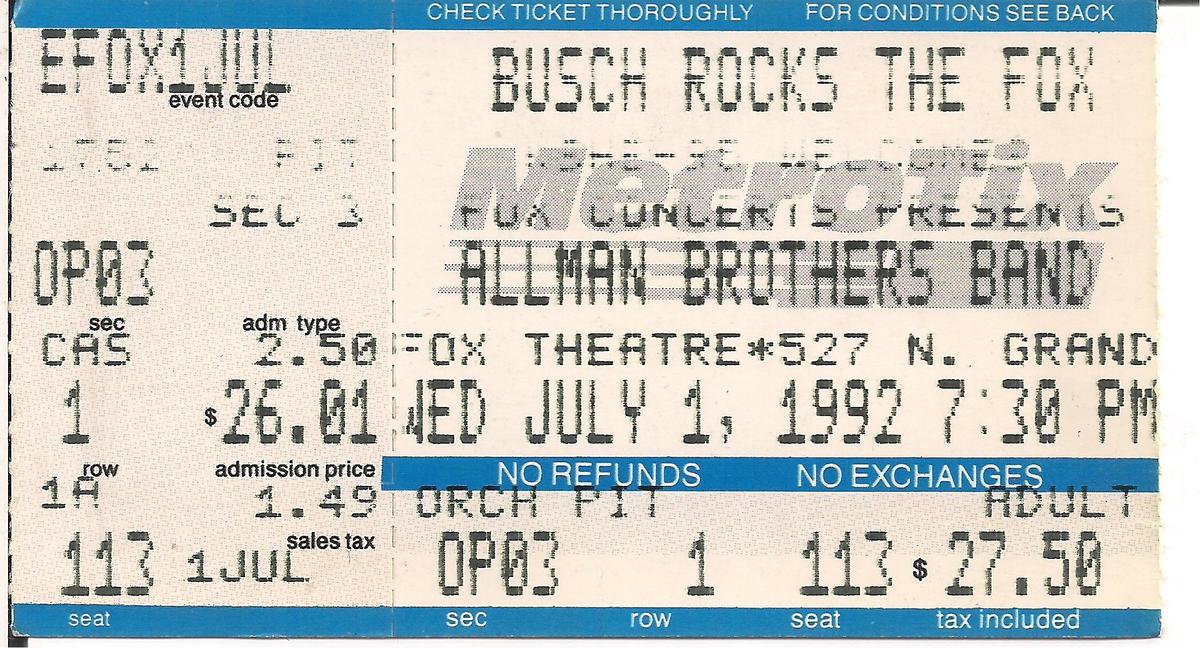 CHECK TICKET THOROUGHLY FOR CONDITIONS SEE BACK
EFOX1JUL
event code
PIT
SEC 3
OP03
sec
adm type
CAS 2.50
1 $26.01
row
admission price
1A 1.49
sales tax
113 1JUL
seat
BUSCH ROCKS THE FOX
Metrotix
FOX CONCERTS PRESENTS
ALLMAN BROTHERS BAND
FOX THEATRE*527 N. GRAND
WED JULY 1, 1992 7:30 PM
NO REFUNDS NO EXCHANGES
ORCH PIT ADULT
OP03 1 113 $ 27.50
sec row seat tax included